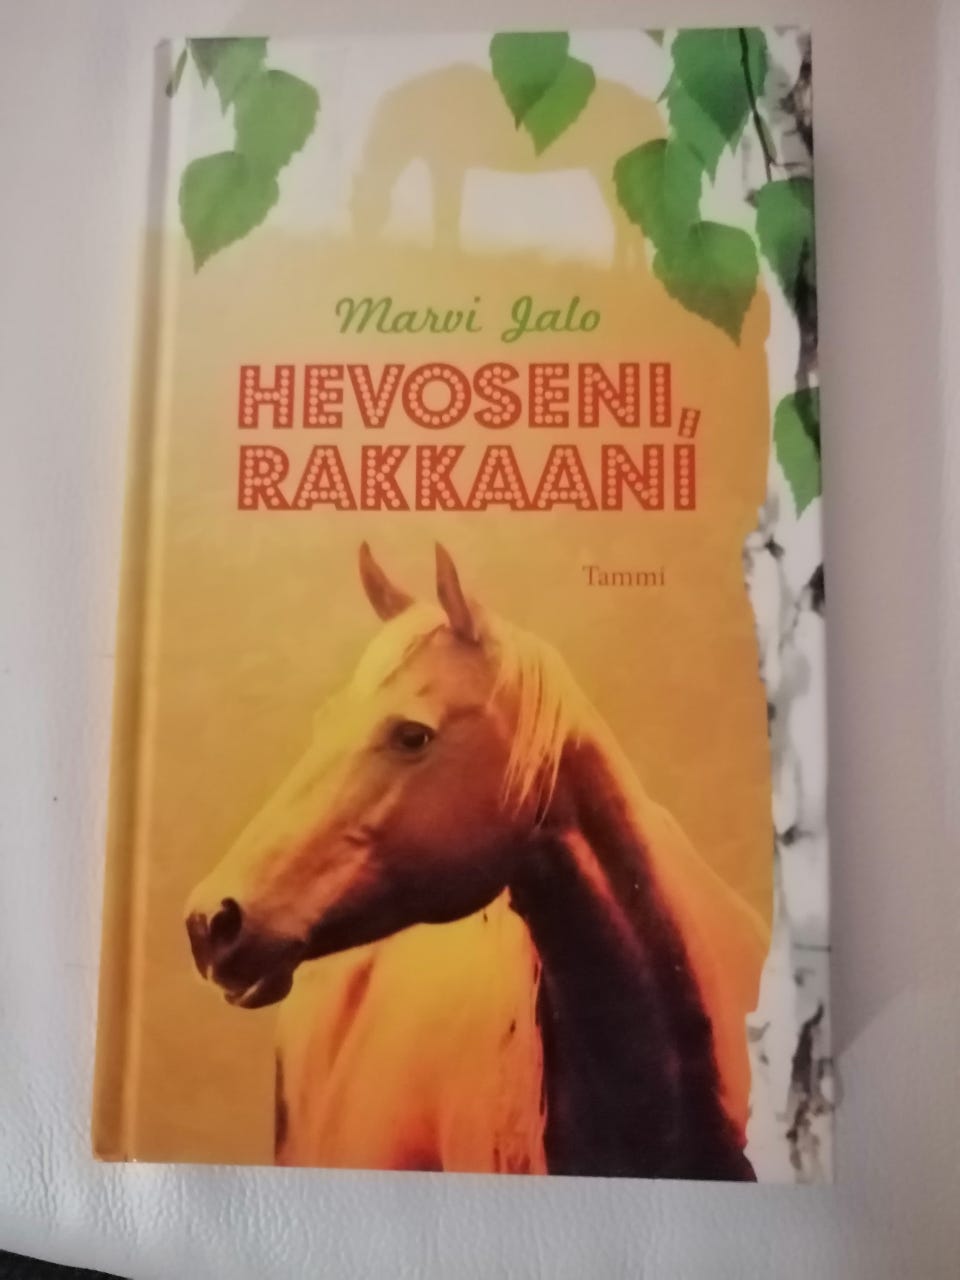 Marvi Jalo
HEVOSENI,
RAKKAANI
Tammi